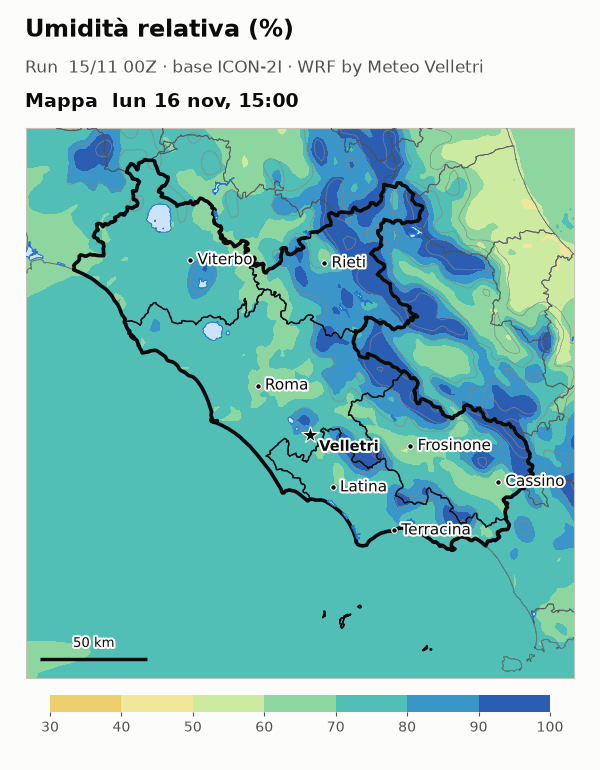 Umidità relativa (%)
Run  15/11 00Z · base ICON-2I · WRF by Meteo Velletri
Mappa  lun 16 nov, 15:00
Viterbo
Rieti
Roma
Velletri
Frosinone
Cassino
Latina
Terracina
50 km
30 40 50 60 70 80 90 100